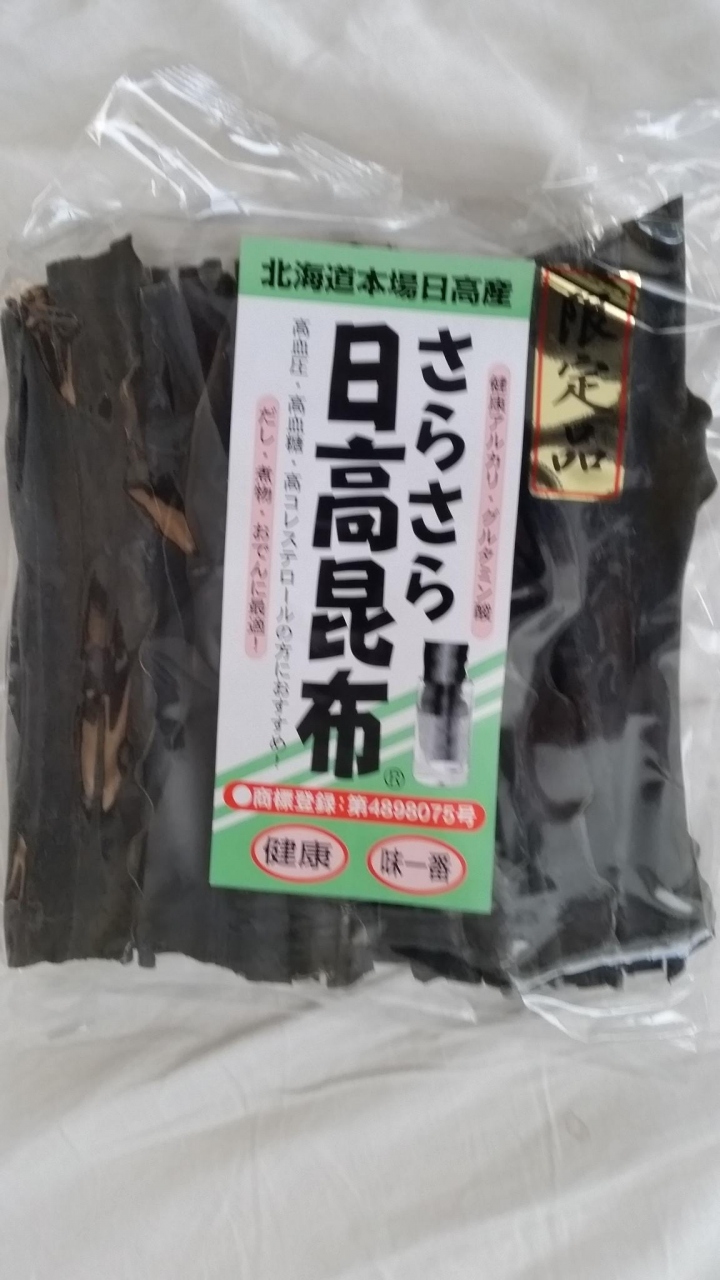 北海道本場日高産
限定品
健康アルカリ・グルタミン酸
さらさら
日高昆布
®
高血圧・高血糖・高コレステロールの方におすすめ！
だし・煮物・おでんに最適！
●商標登録：第4898075号
健康
味一番